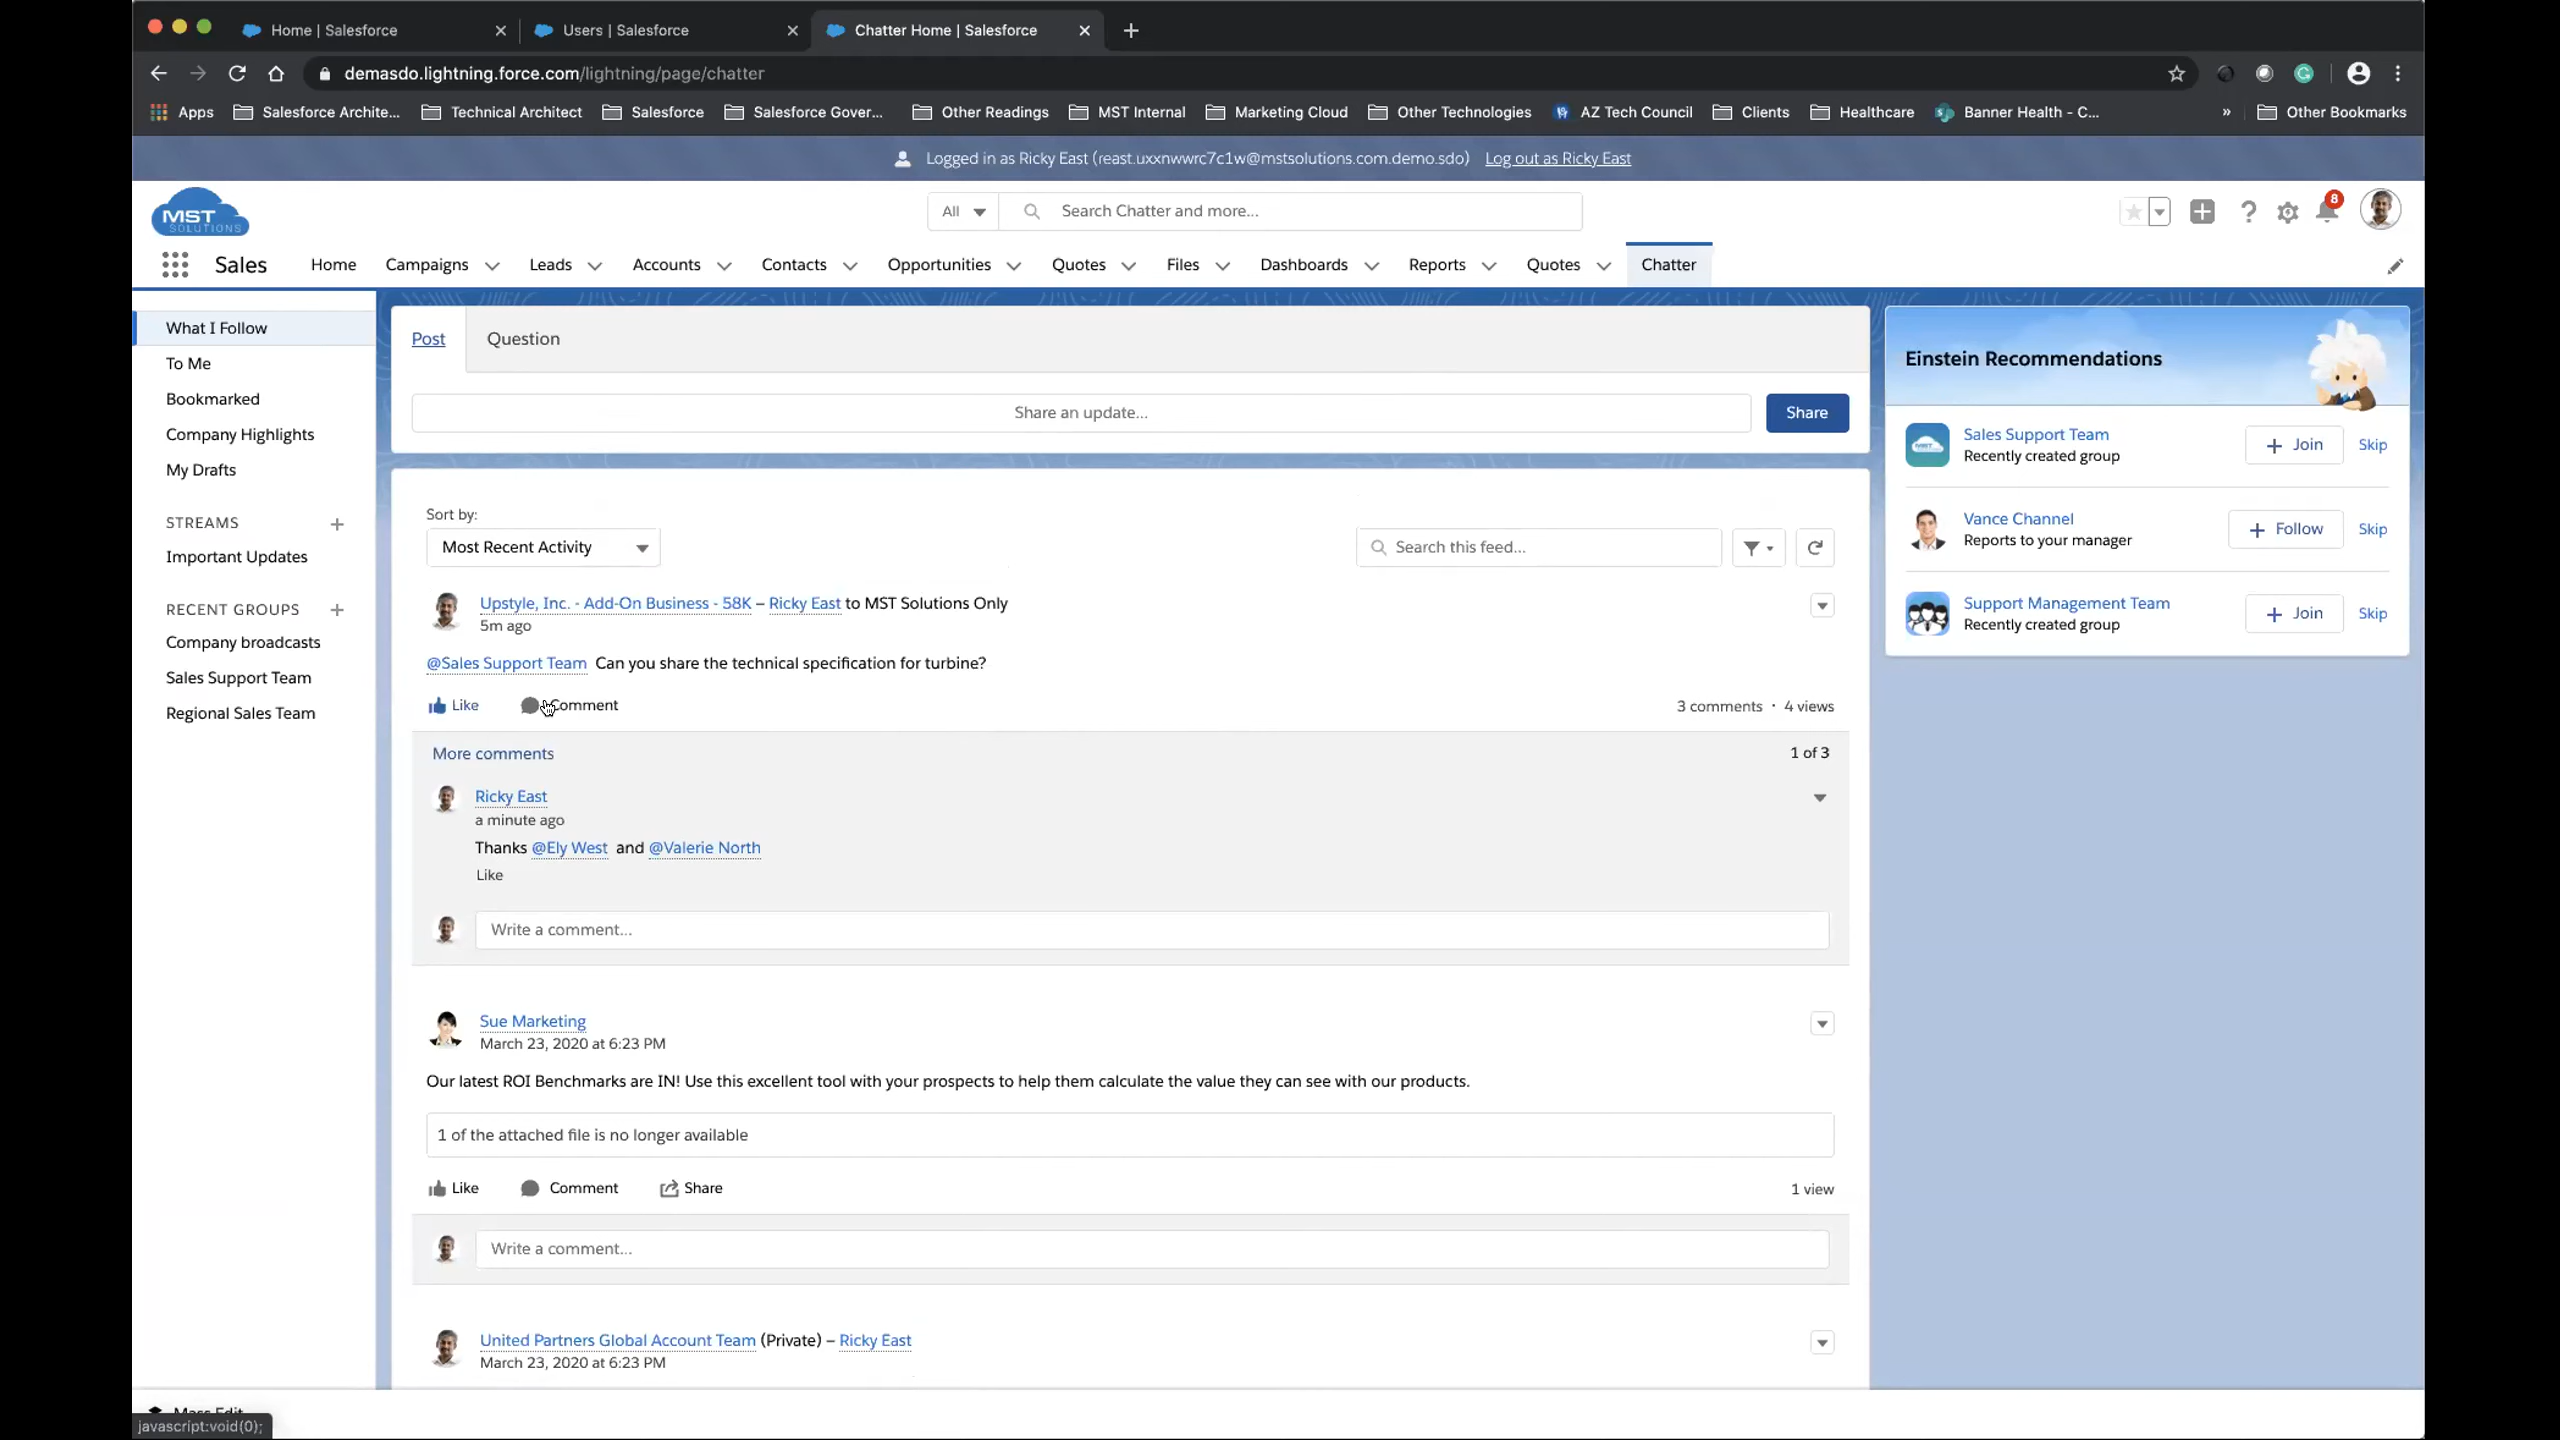 Home | Salesforce
Users | Salesforce
Chatter Home | Salesforce
demasdo.lightning.force.com/lightning/page/chatter
Apps
Salesforce Archite...
Technical Architect
Salesforce
Salesforce Gover...
Other Readings
MST Internal
Marketing Cloud
Other Technologies
AZ Tech Council
Clients
Healthcare
Banner Health - C...
»
Other Bookmarks
Logged in as Ricky East (reast.uxxnwwrc7c1w@mstsolutions.com.demo.sdo) Log out as Ricky East
MST
SOLUTIONS
All
Search Chatter and more...
8
Sales
Home
Campaigns
Leads
Accounts
Contacts
Opportunities
Quotes
Files
Dashboards
Reports
Quotes
Chatter
What I Follow
To Me
Bookmarked
Company Highlights
My Drafts
STREAMS
Important Updates
RECENT GROUPS
Company broadcasts
Sales Support Team
Regional Sales Team
Post
Question
Share an update...
Share
Sort by:
Most Recent Activity
Search this feed...
Upstyle, Inc. - Add-On Business - 58K – Ricky East to MST Solutions Only
5m ago
@Sales Support Team Can you share the technical specification for turbine?
Like
Comment
3 comments · 4 views
More comments
1 of 3
Ricky East
a minute ago
Thanks @Ely West and @Valerie North
Like
Write a comment...
Sue Marketing
March 23, 2020 at 6:23 PM
Our latest ROI Benchmarks are IN! Use this excellent tool with your prospects to help them calculate the value they can see with our products.
1 of the attached file is no longer available
Like
Comment
Share
1 view
Write a comment...
United Partners Global Account Team (Private) – Ricky East
March 23, 2020 at 6:23 PM
Einstein Recommendations
Sales Support Team
Recently created group
+ Join
Skip
Vance Channel
Reports to your manager
+ Follow
Skip
Support Management Team
Recently created group
+ Join
Skip
Mass Edit
javascript:void(0);